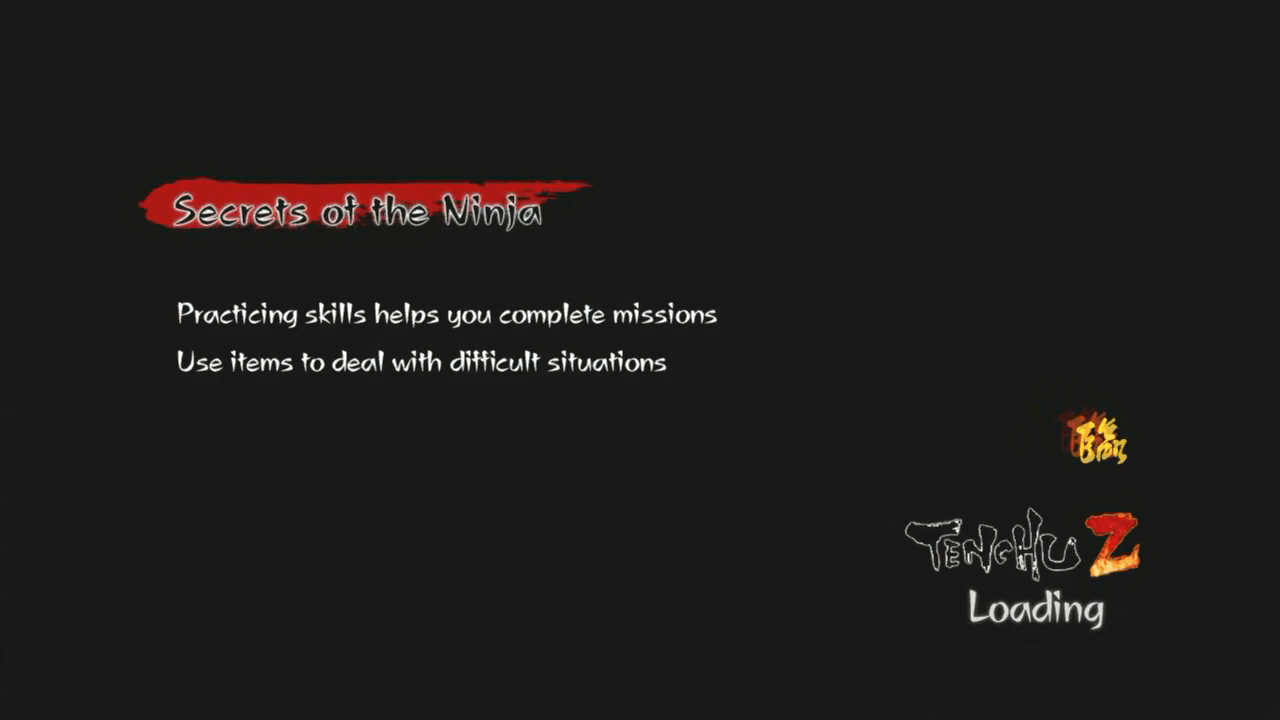 Secrets of the Ninja
Practicing skills helps you complete missions
Use items to deal with difficult situations
臨
TENCHU Z
Loading